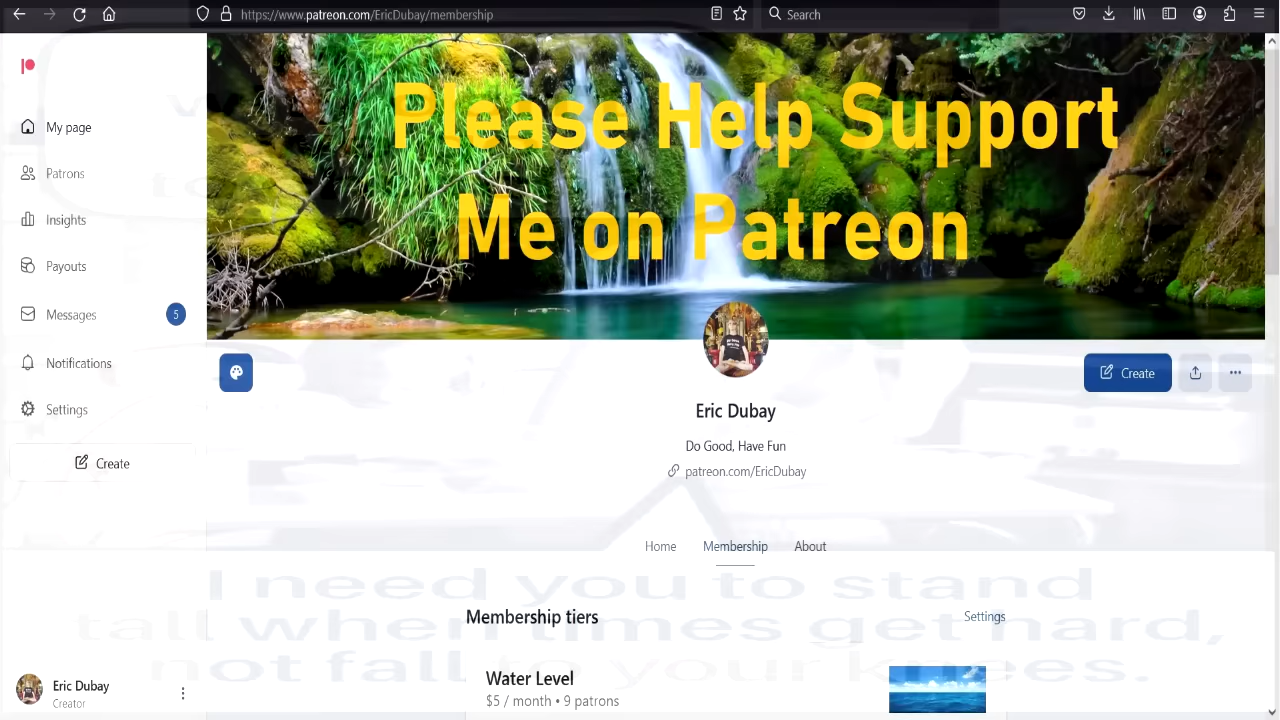 https://www.patreon.com/EricDubay/membership
Search
Please Help Support
Me on Patreon
My page
Patrons
Insights
Payouts
Messages 5
Notifications
Settings
Create
Create
Eric Dubay
Do Good, Have Fun
patreon.com/EricDubay
Home Membership About
I need you to stand
tall when times get hard,
not fall to your knees.
Membership tiers
Settings
Water Level
$5 / month • 9 patrons
Eric Dubay
Creator